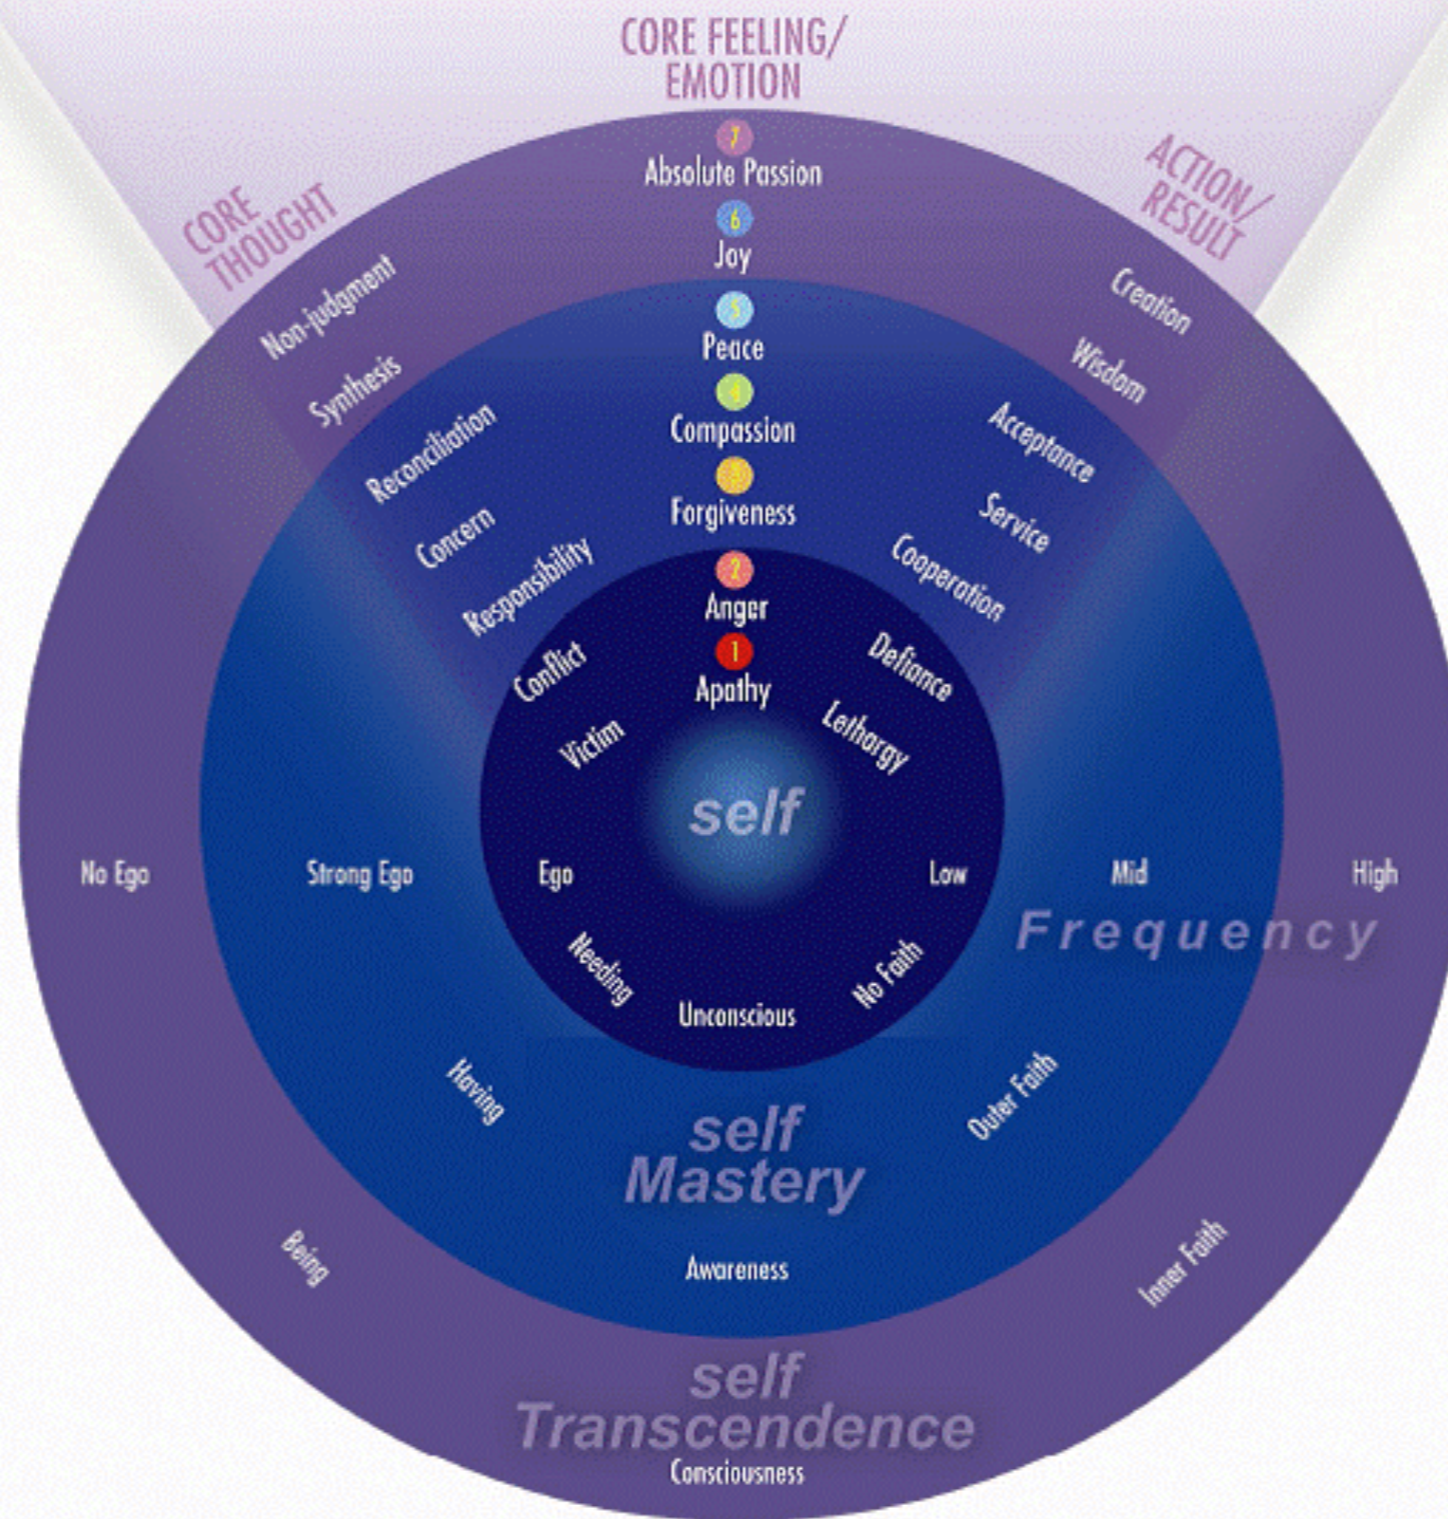 CORE FEELING/
EMOTION
CORE
THOUGHT
ACTION/
RESULT
7
Absolute Passion
6
Joy
Non-judgment
Creation
5
Peace
Synthesis
Wisdom
4
Compassion
Reconciliation
Acceptance
3
Forgiveness
Concern
Service
2
Anger
Responsibility
Cooperation
1
Apathy
Conflict
Defiance
Victim
Lethargy
self
No Ego
Strong Ego
Ego
Low
Mid
High
Frequency
Needing
No Faith
Unconscious
Having
Outer Faith
self
Mastery
Awareness
Being
Inner Faith
self
Transcendence
Consciousness